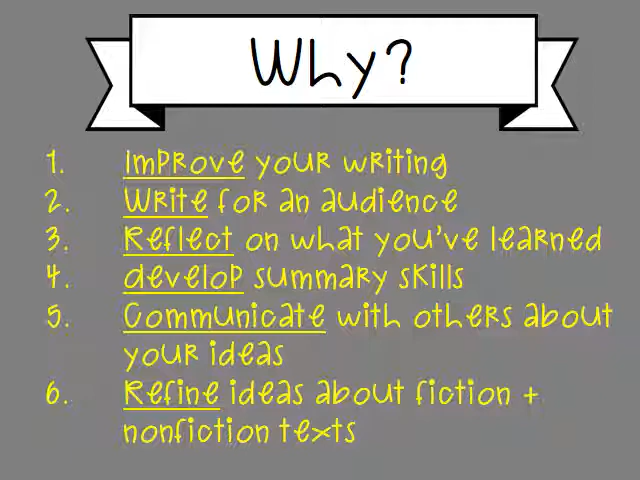 Why?
1. Improve your writing
2. Write for an audience
3. Reflect on what you've learned
4. develop summary skills
5. Communicate with others about
your ideas
6. Refine ideas about fiction +
nonfiction texts